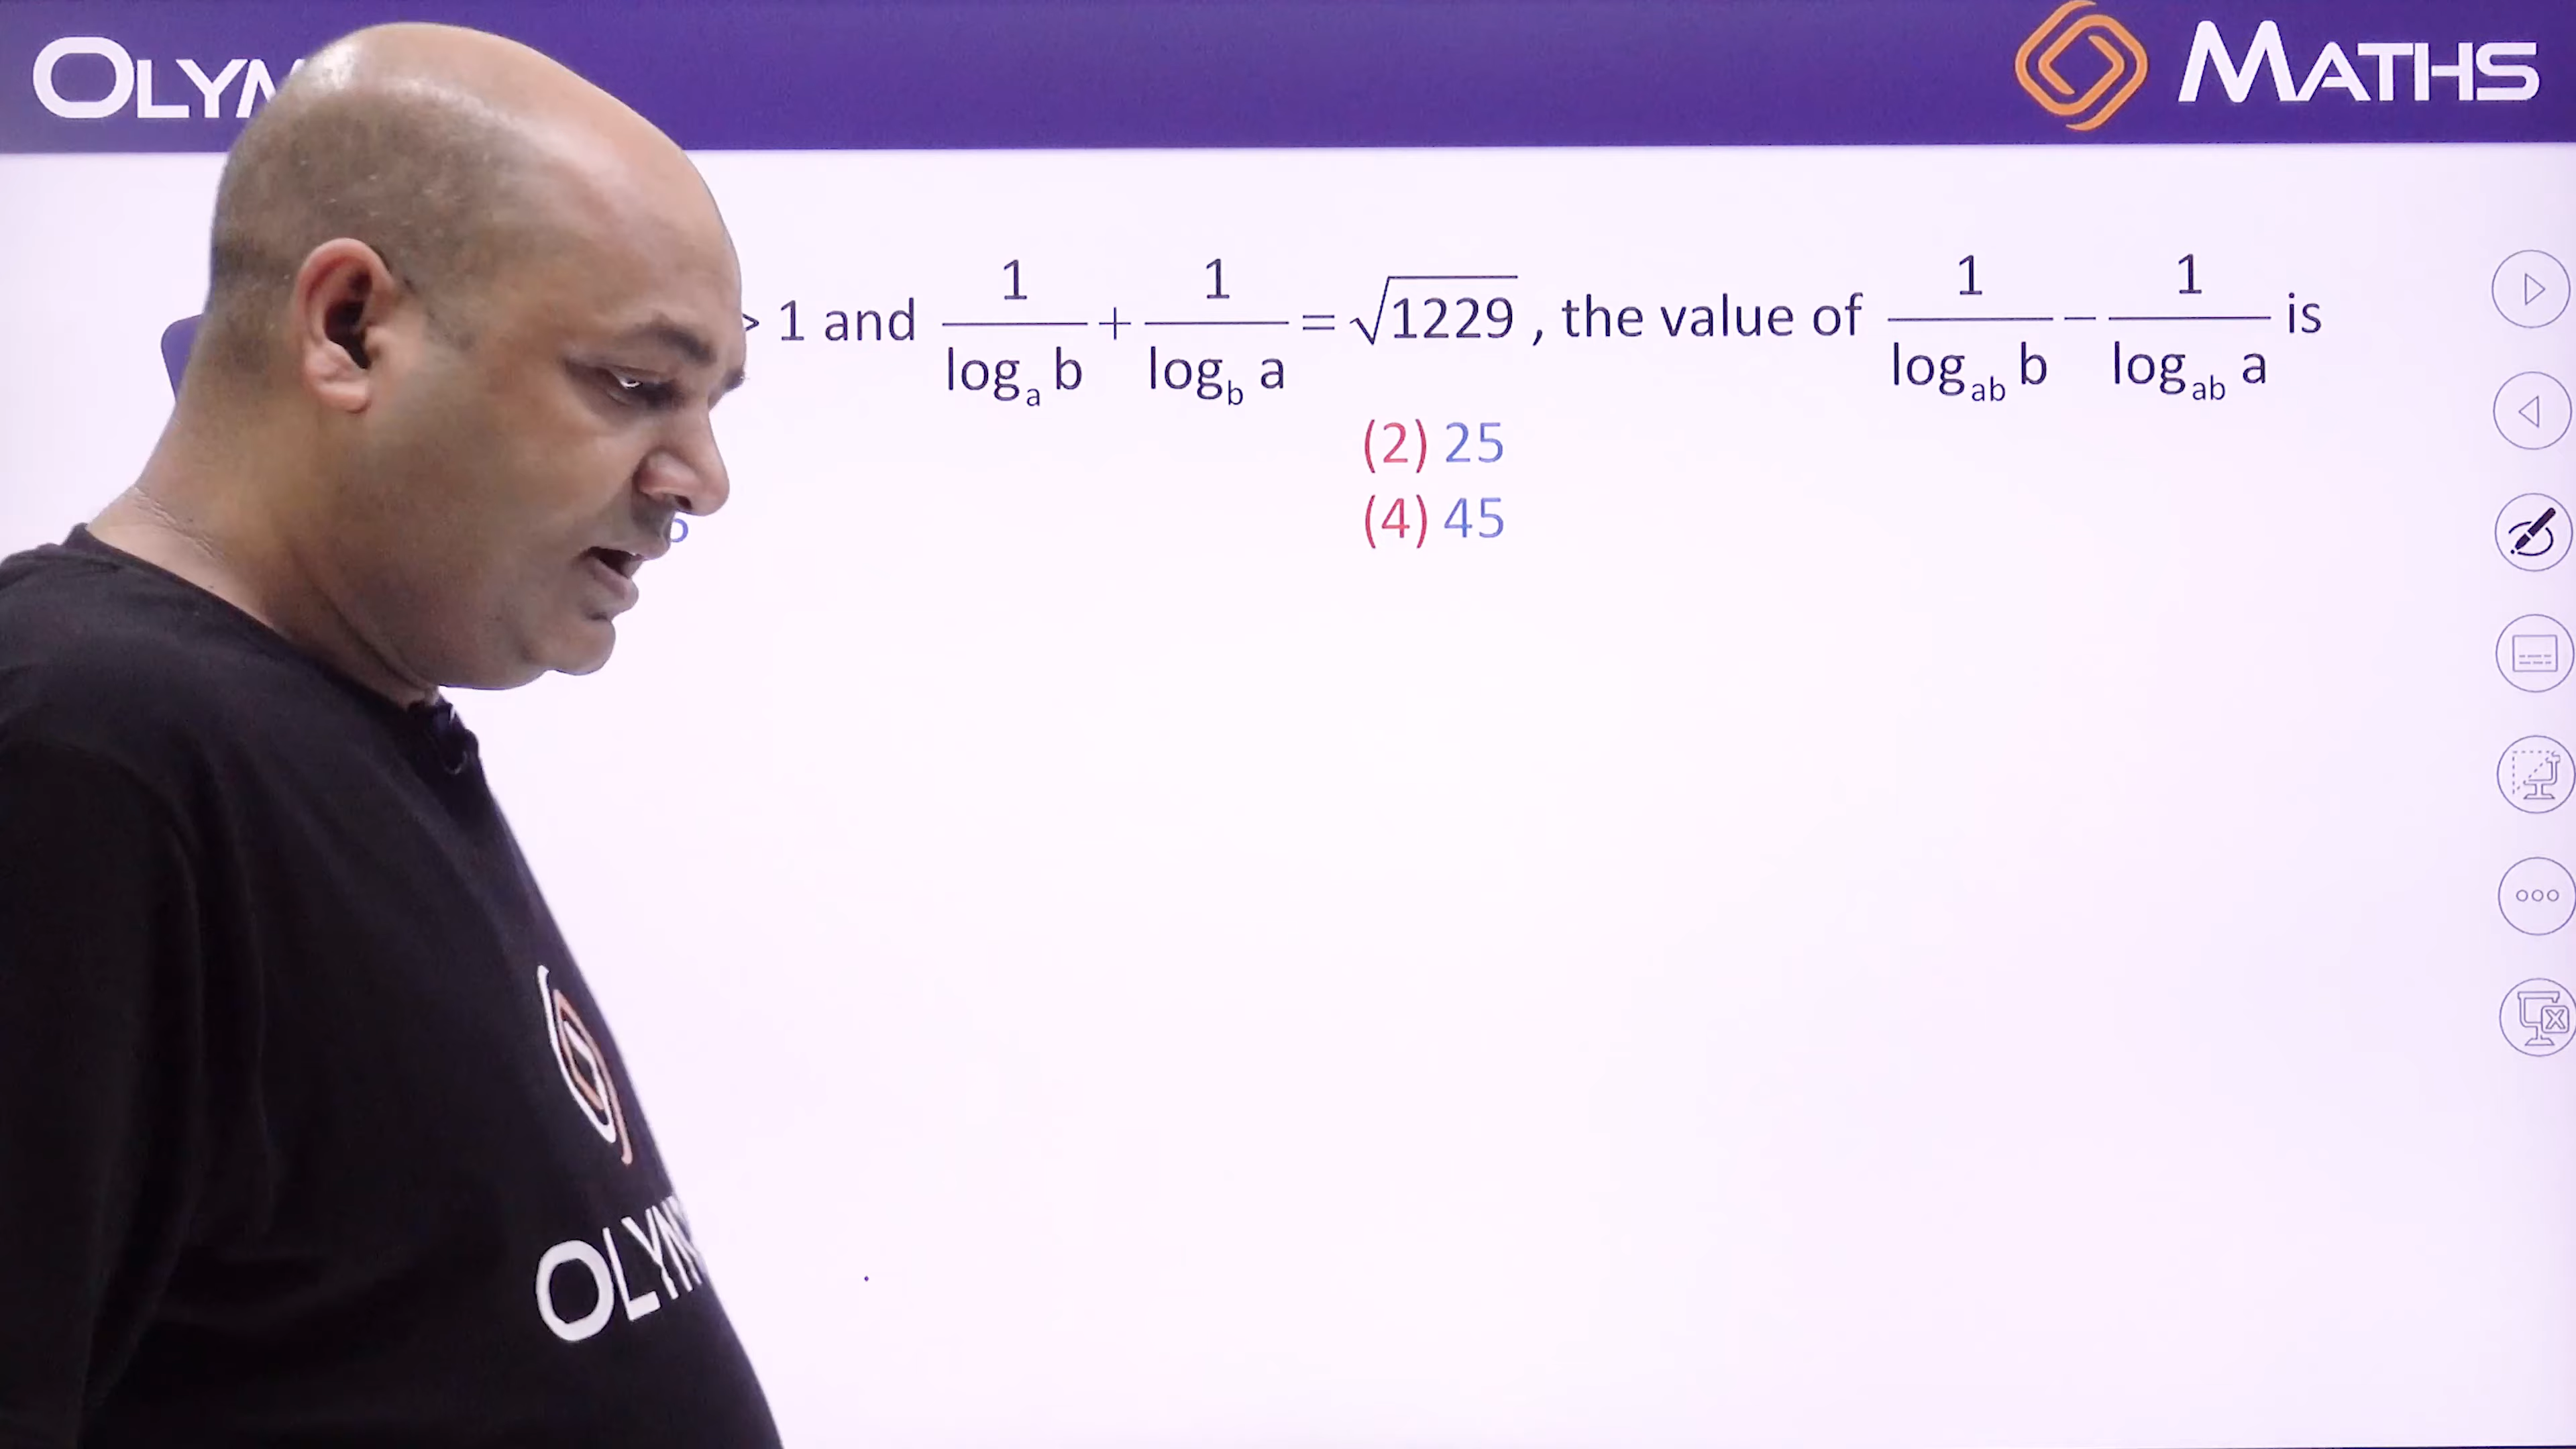 OLYM MATHS
> 1 and 1/log_a b + 1/log_b a = √1229 , the value of 1/log_ab b − 1/log_ab a is
(2) 25
(4) 45
OLYM